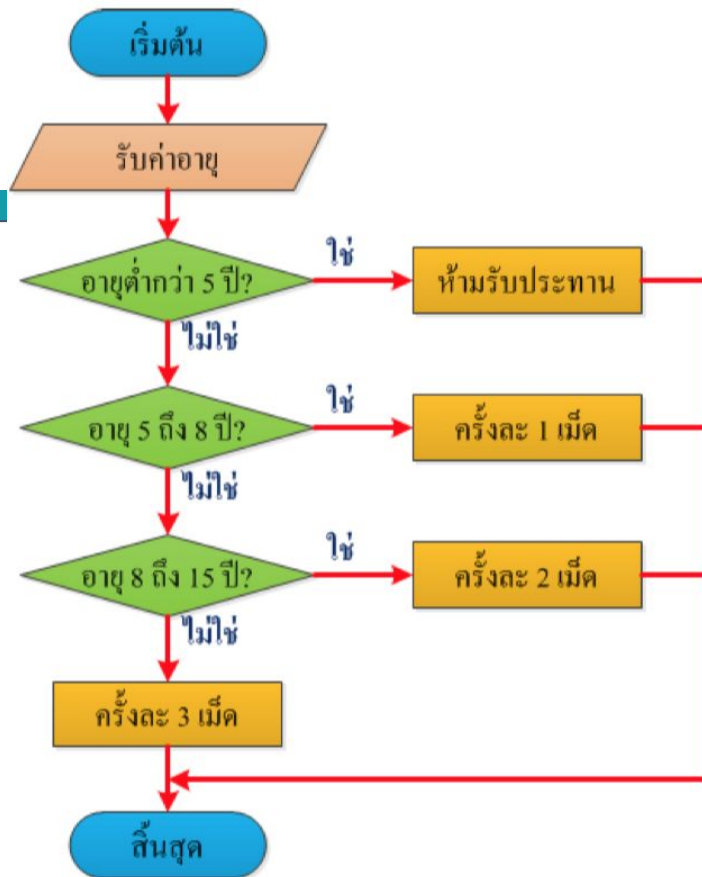 เริ่มต้น
รับค่าอายุ
อายุต่ำกว่า 5 ปี?
ใช่
ห้ามรับประทาน
ไม่ใช่
อายุ 5 ถึง 8 ปี?
ใช่
ครั้งละ 1 เม็ด
ไม่ใช่
อายุ 8 ถึง 15 ปี?
ใช่
ครั้งละ 2 เม็ด
ไม่ใช่
ครั้งละ 3 เม็ด
สิ้นสุด